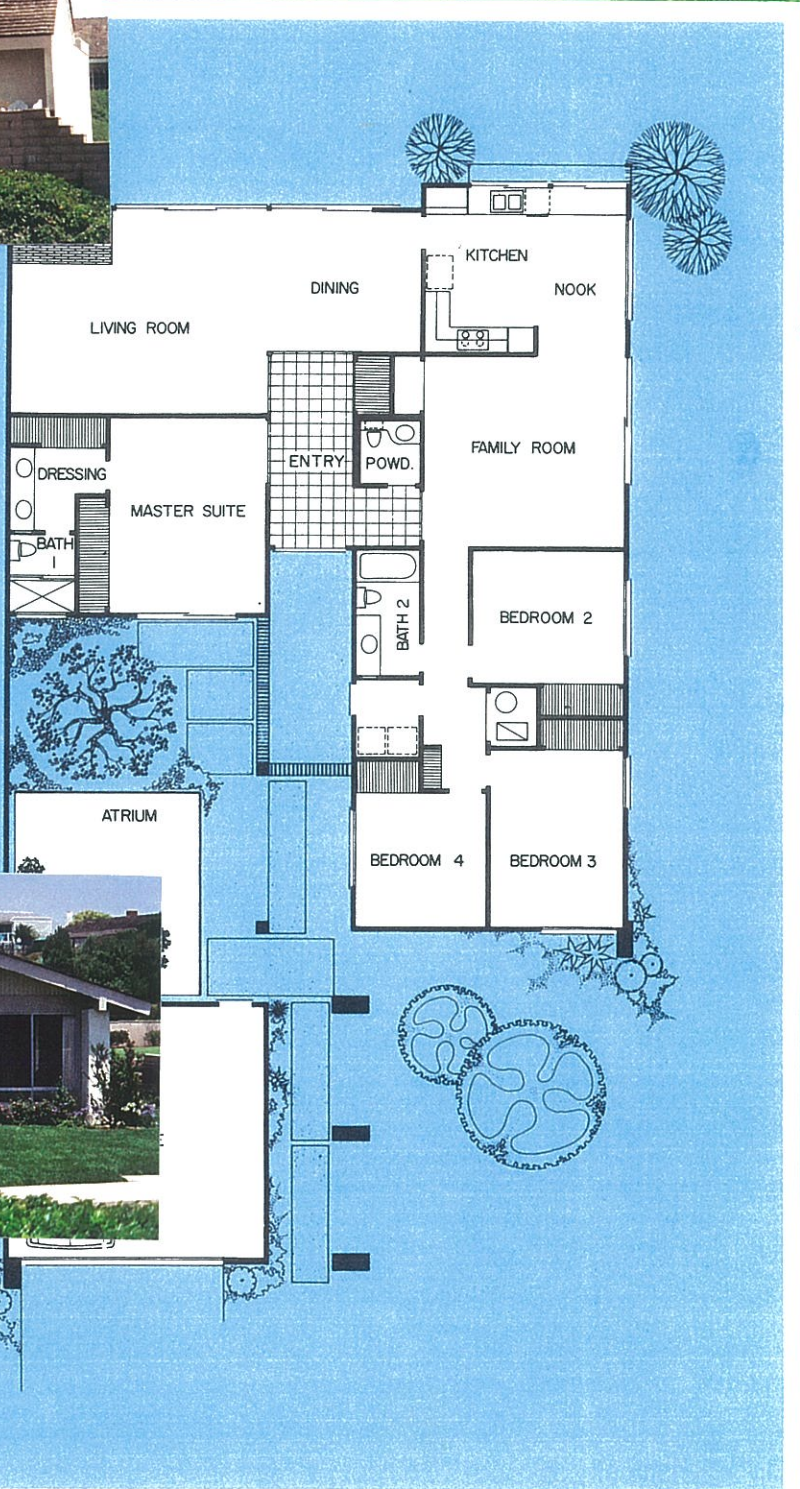 KITCHEN
NOOK
DINING
LIVING ROOM
FAMILY ROOM
ENTRY
POWD.
DRESSING
MASTER SUITE
BATH
1
BATH 2
BEDROOM 2
ATRIUM
BEDROOM 4
BEDROOM 3